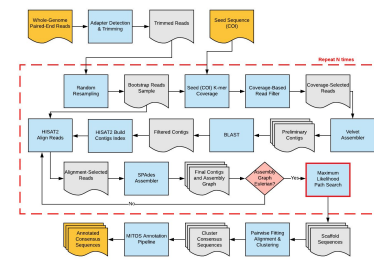 Whole-Genome
Paired-End Reads
Adapter Detection
& Trimming
Trimmed Reads
Seed Sequence
(COI)
Repeat N times
Random
Resampling
Bootstrap Reads
Sample
Seed (COI) K-mer
Coverage
Coverage-Based
Read Filter
Coverage-Selected
Reads
HISAT2
Align Reads
HISAT2 Build
Contigs Index
Filtered Contigs
BLAST
Preliminary
Contigs
Velvet
Assembler
Alignment-Selected
Reads
SPAdes
Assembler
Final Contigs
and Assembly
Graph
Assembly
Graph
Eulerian?
Yes
No
Maximum
Likelihood
Path Search
Annotated
Consensus
Sequences
MITOS Annotation
Pipeline
Cluster
Consensus
Sequences
Pairwise Fitting
Alignment &
Clustering
Scaffold
Sequences